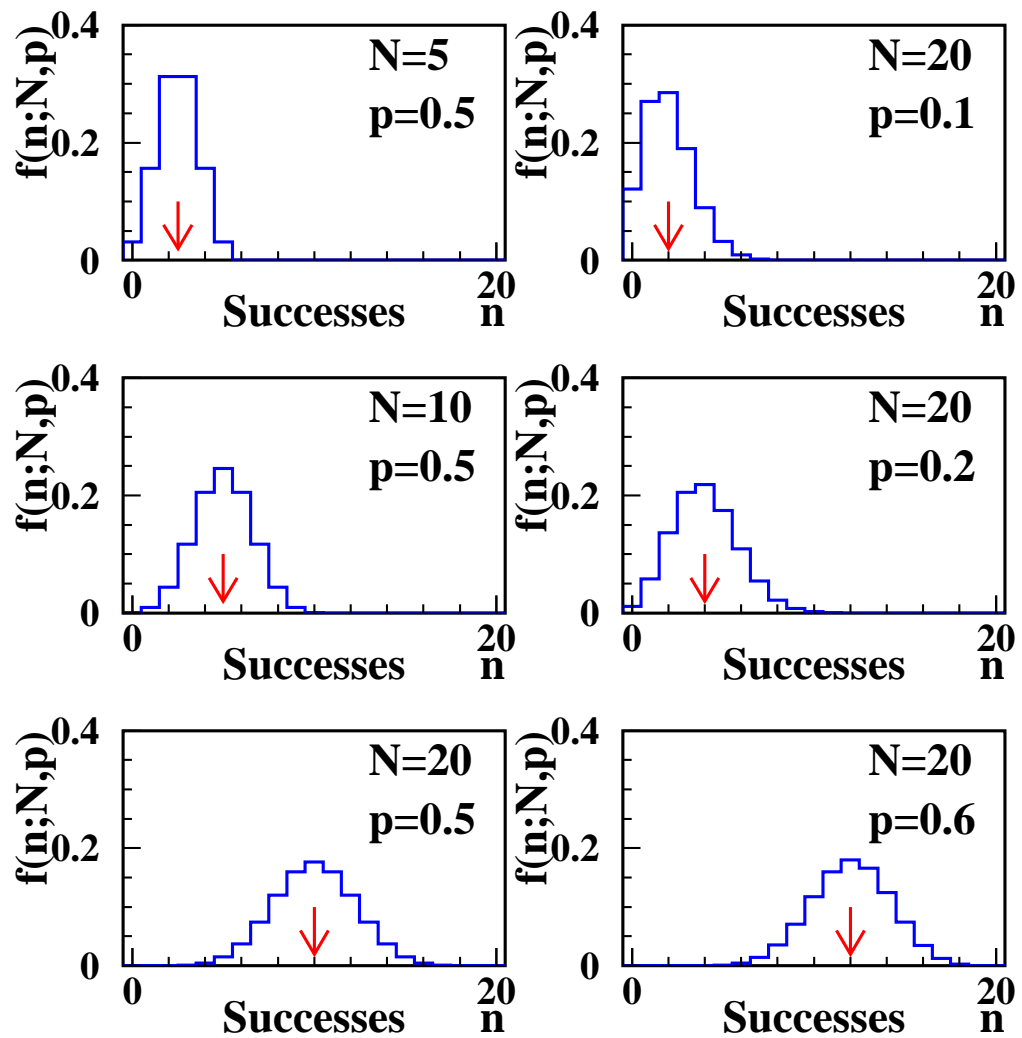 f(n;N,p)
0.4
0.2
0
N=5
p=0.5
0
20
Successes
n
f(n;N,p)
0.4
0.2
0
N=20
p=0.1
0
20
Successes
n
f(n;N,p)
0.4
0.2
0
N=10
p=0.5
0
20
Successes
n
f(n;N,p)
0.4
0.2
0
N=20
p=0.2
0
20
Successes
n
f(n;N,p)
0.4
0.2
0
N=20
p=0.5
0
20
Successes
n
f(n;N,p)
0.4
0.2
0
N=20
p=0.6
0
20
Successes
n